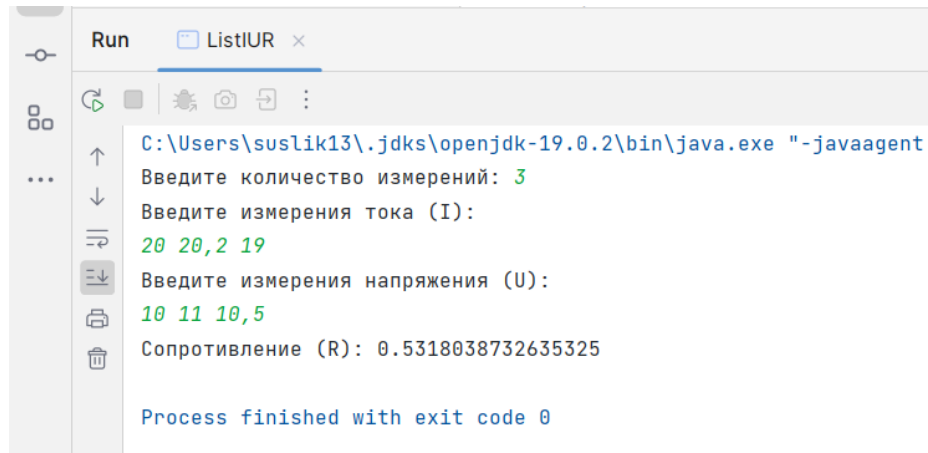 Run ListIUR
C:\Users\suslik13\.jdks\openjdk-19.0.2\bin\java.exe "-javaagent
Введите количество измерений: 3
Введите измерения тока (I):
20 20,2 19
Введите измерения напряжения (U):
10 11 10,5
Сопротивление (R): 0.5318038732635325
Process finished with exit code 0